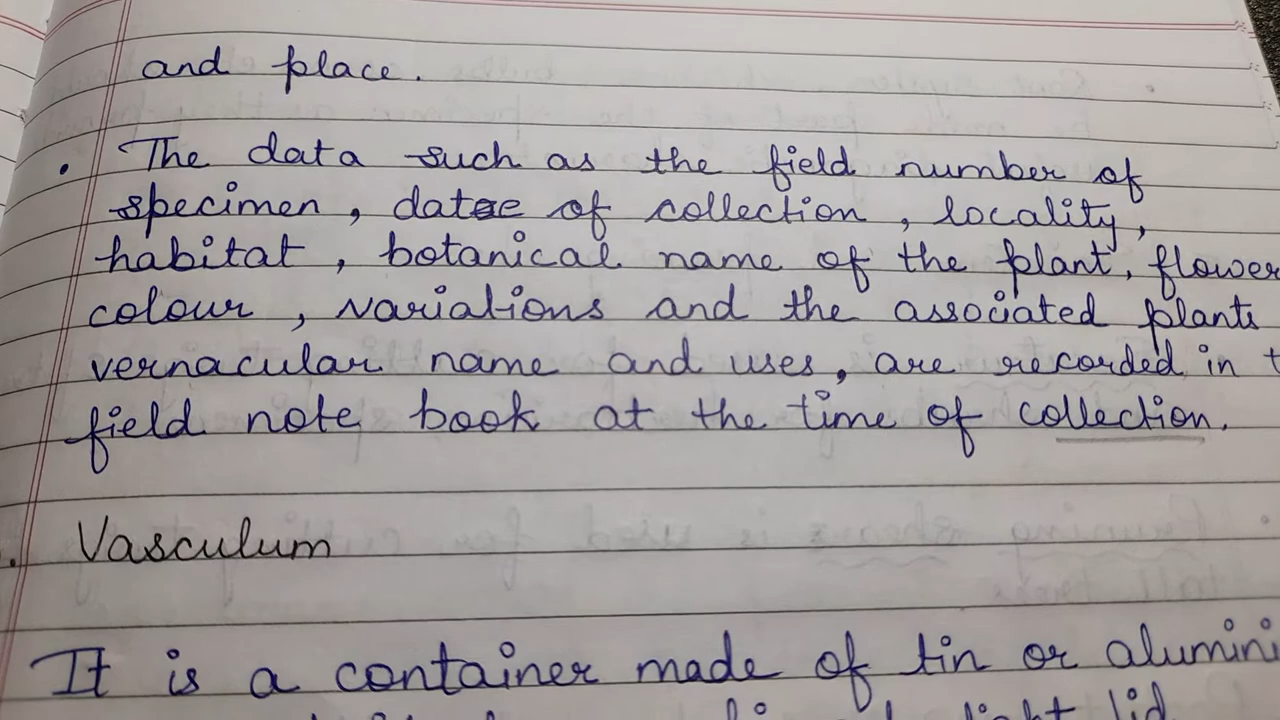 and place.
. The data such as the field number of
specimen, date of collection, locality,
habitat, botanical name of the plant, flower
colour, variations and the associated plants
vernacular name and uses, are recorded in t
field note book at the time of collection.
. Vasculum
It is a container made of tin or alumini
light lid